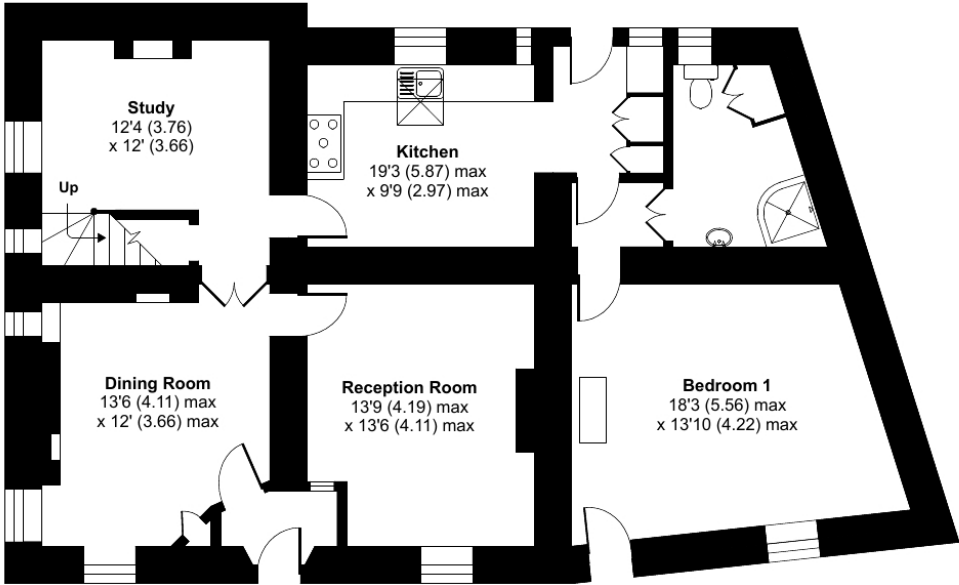 Study
12'4 (3.76)
x 12' (3.66)
Up
Kitchen
19'3 (5.87) max
x 9'9 (2.97) max
Dining Room
13'6 (4.11) max
x 12' (3.66) max
Reception Room
13'9 (4.19) max
x 13'6 (4.11) max
Bedroom 1
18'3 (5.56) max
x 13'10 (4.22) max